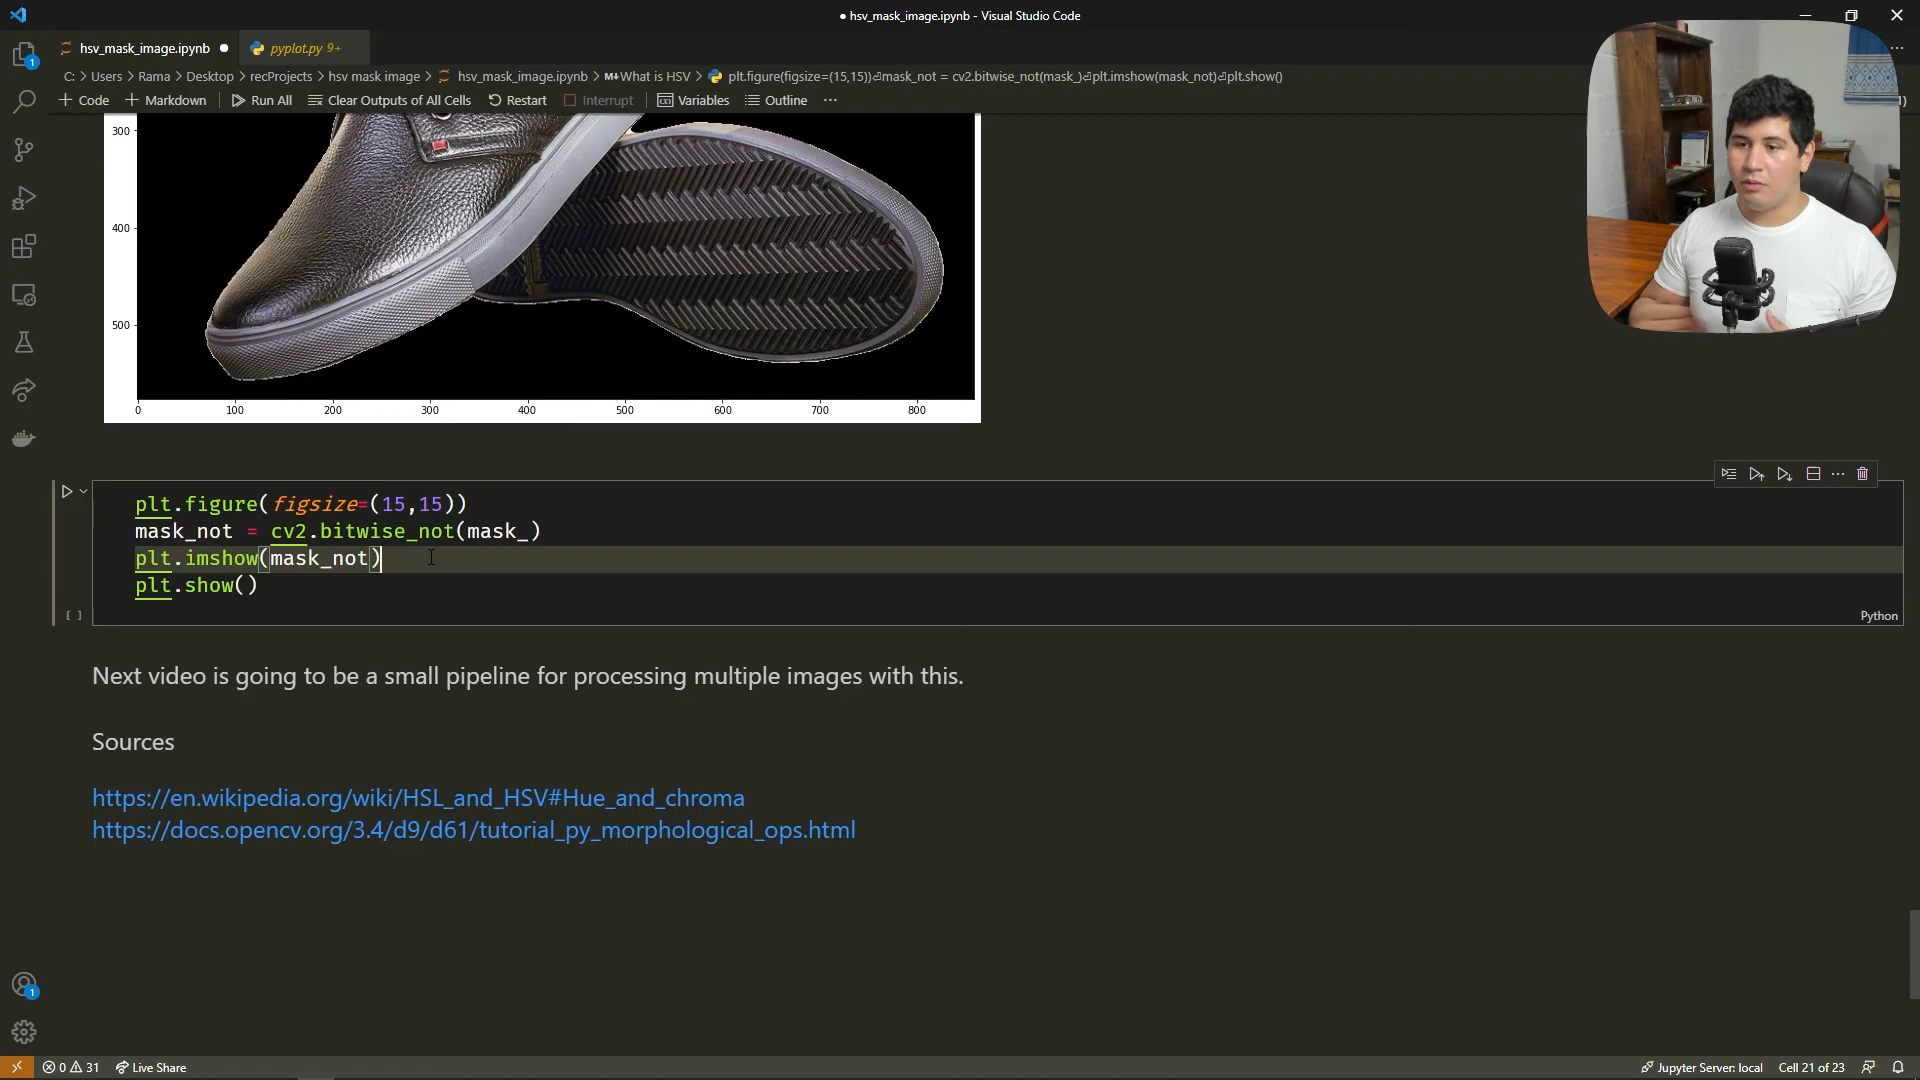 ● hsv_mask_image.ipynb - Visual Studio Code
hsv_mask_image.ipynb ●
pyplot.py 9+
C: > Users > Rama > Desktop > recProjects > hsv mask image > hsv_mask_image.ipynb > M↓What is HSV > plt.figure(figsize=(15,15))⏎mask_not = cv2.bitwise_not(mask_)⏎plt.imshow(mask_not)⏎plt.show()
+ Code + Markdown Run All Clear Outputs of All Cells Restart Interrupt Variables Outline ···
300
400
500
0 100 200 300 400 500 600 700 800
plt.figure(figsize=(15,15))
mask_not = cv2.bitwise_not(mask_)
plt.imshow(mask_not)
plt.show()
[ ]
Python
Next video is going to be a small pipeline for processing multiple images with this.
Sources
https://en.wikipedia.org/wiki/HSL_and_HSV#Hue_and_chroma
https://docs.opencv.org/3.4/d9/d61/tutorial_py_morphological_ops.html
1
1
0 31 Live Share
Jupyter Server: local Cell 21 of 23